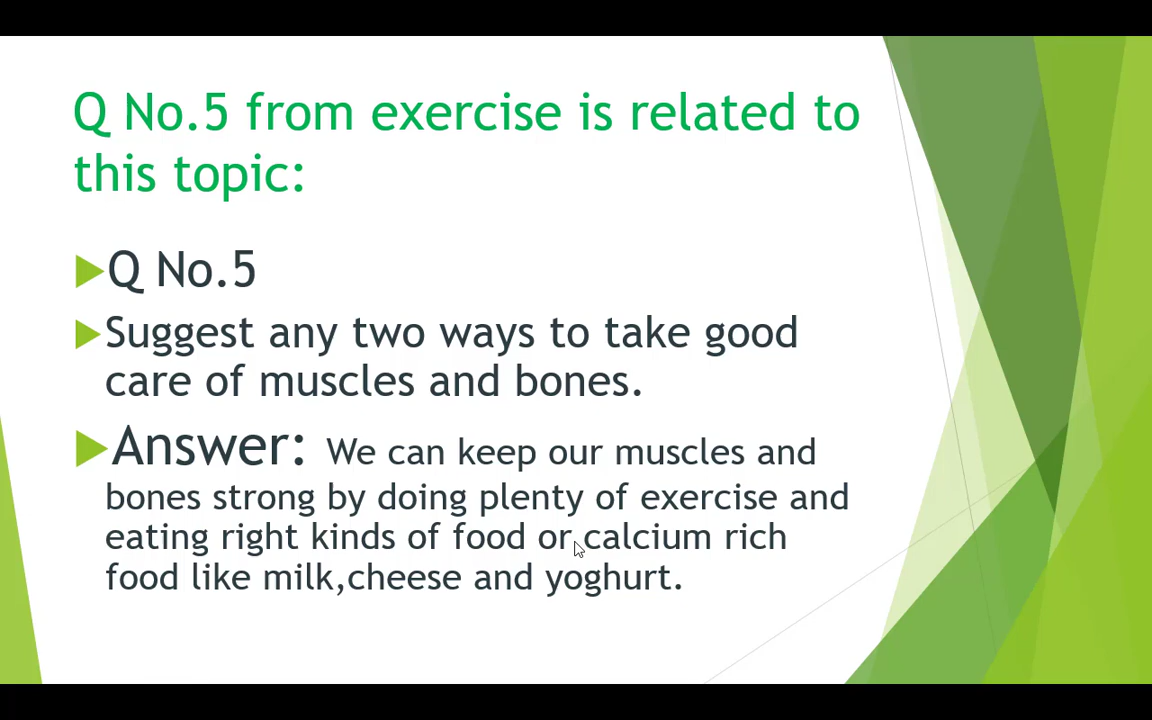 Q No.5 from exercise is related to
this topic:
Q No.5
Suggest any two ways to take good
care of muscles and bones.
Answer: We can keep our muscles and
bones strong by doing plenty of exercise and
eating right kinds of food or calcium rich
food like milk,cheese and yoghurt.